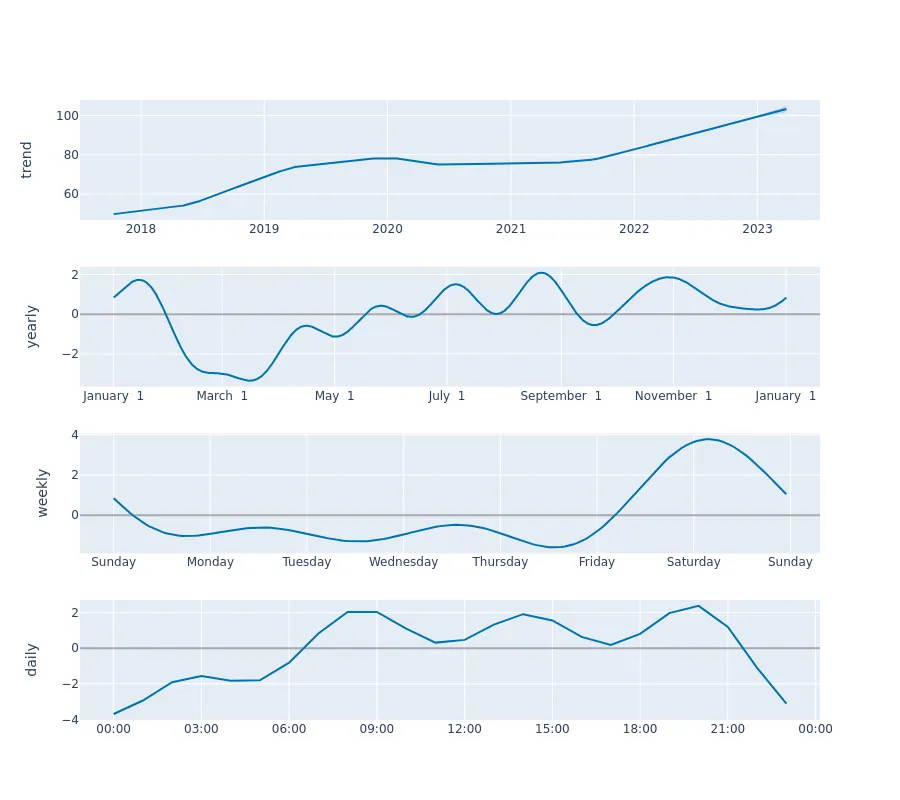 trend
100
80
60
2018 2019 2020 2021 2022 2023
yearly
2
0
−2
January 1 March 1 May 1 July 1 September 1 November 1 January 1
weekly
4
2
0
Sunday Monday Tuesday Wednesday Thursday Friday Saturday Sunday
daily
2
0
−2
−4
00:00 03:00 06:00 09:00 12:00 15:00 18:00 21:00 00:00